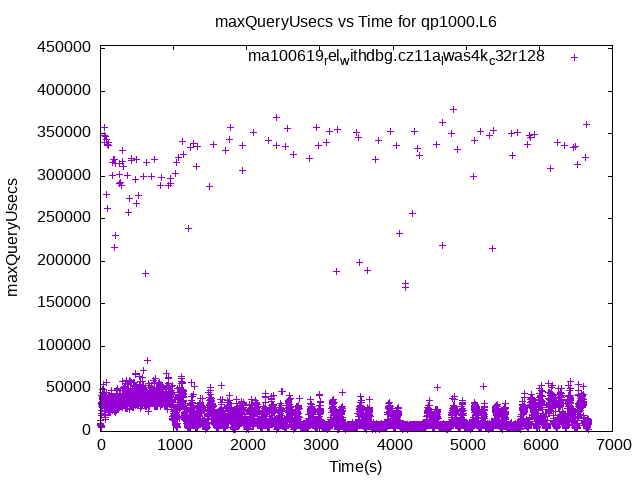 maxQueryUsecs vs Time for qp1000.L6
ma100619_rel_withdbg.cz11a_lwas4k_c32r128
450000
400000
350000
300000
250000
200000
150000
100000
50000
0
maxQueryUsecs
0 1000 2000 3000 4000 5000 6000 7000
Time(s)